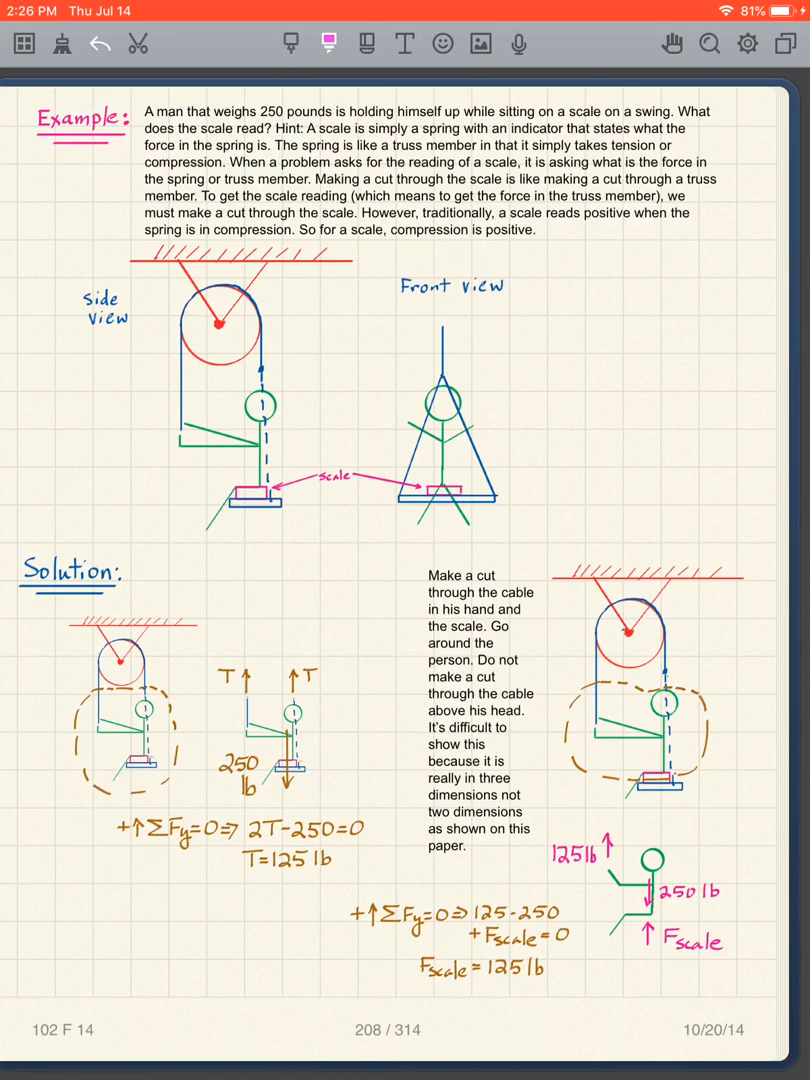 2:26 PM Thu Jul 14
81%
Example:
A man that weighs 250 pounds is holding himself up while sitting on a scale on a swing. What
does the scale read? Hint: A scale is simply a spring with an indicator that states what the
force in the spring is. The spring is like a truss member in that it simply takes tension or
compression. When a problem asks for the reading of a scale, it is asking what is the force in
the spring or truss member. Making a cut through the scale is like making a cut through a truss
member. To get the scale reading (which means to get the force in the truss member), we
must make a cut through the scale. However, traditionally, a scale reads positive when the
spring is in compression. So for a scale, compression is positive.
Side
view
Front view
scale
Solution:
T↑ ↑T
250
lb
+↑ΣFy=0⇒ 2T-250=0
T=125 lb
Make a cut
through the cable
in his hand and
the scale. Go
around the
person. Do not
make a cut
through the cable
above his head.
It's difficult to
show this
because it is
really in three
dimensions not
two dimensions
as shown on this
paper.
125lb↑
250 lb
↑ Fscale
+↑ΣFy=0⇒125-250
+Fscale=0
Fscale=125lb
102 F 14
208 / 314
10/20/14